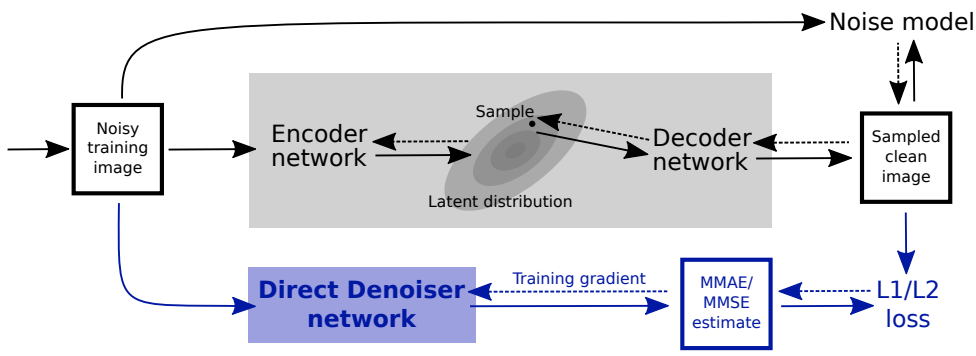 Noise model
Noisy
training
image
Encoder
network
Sample
Latent distribution
Decoder
network
Sampled
clean
image
Direct Denoiser
network
Training gradient
MMAE/
MMSE
estimate
L1/L2
loss